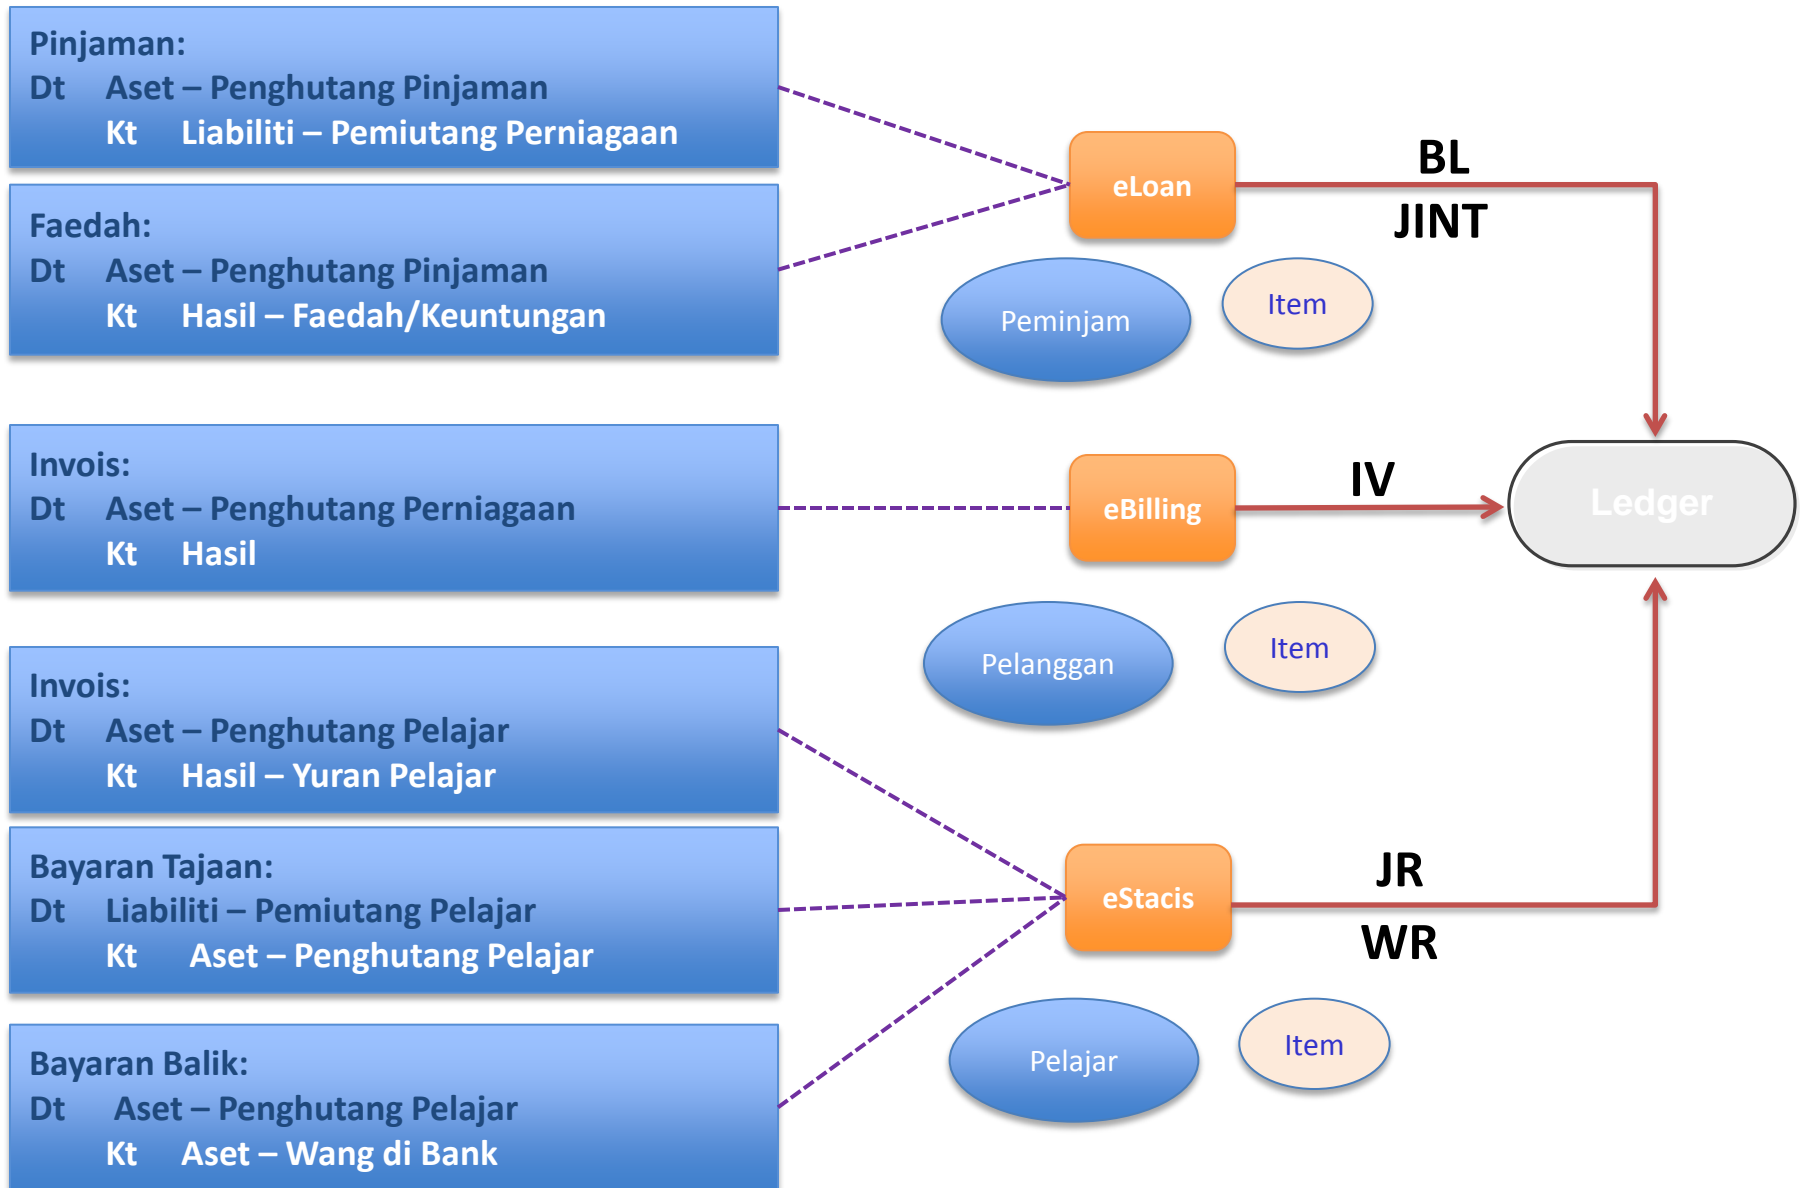 Pinjaman:
Dt Aset – Penghutang Pinjaman
Kt Liabiliti – Pemiutang Perniagaan
Faedah:
Dt Aset – Penghutang Pinjaman
Kt Hasil – Faedah/Keuntungan
eLoan
BL
JINT
Peminjam
Item
Invois:
Dt Aset – Penghutang Perniagaan
Kt Hasil
eBilling
IV
Ledger
Pelanggan
Item
Invois:
Dt Aset – Penghutang Pelajar
Kt Hasil – Yuran Pelajar
Bayaran Tajaan:
Dt Liabiliti – Pemiutang Pelajar
Kt Aset – Penghutang Pelajar
Bayaran Balik:
Dt Aset – Penghutang Pelajar
Kt Aset – Wang di Bank
eStacis
JR
WR
Pelajar
Item